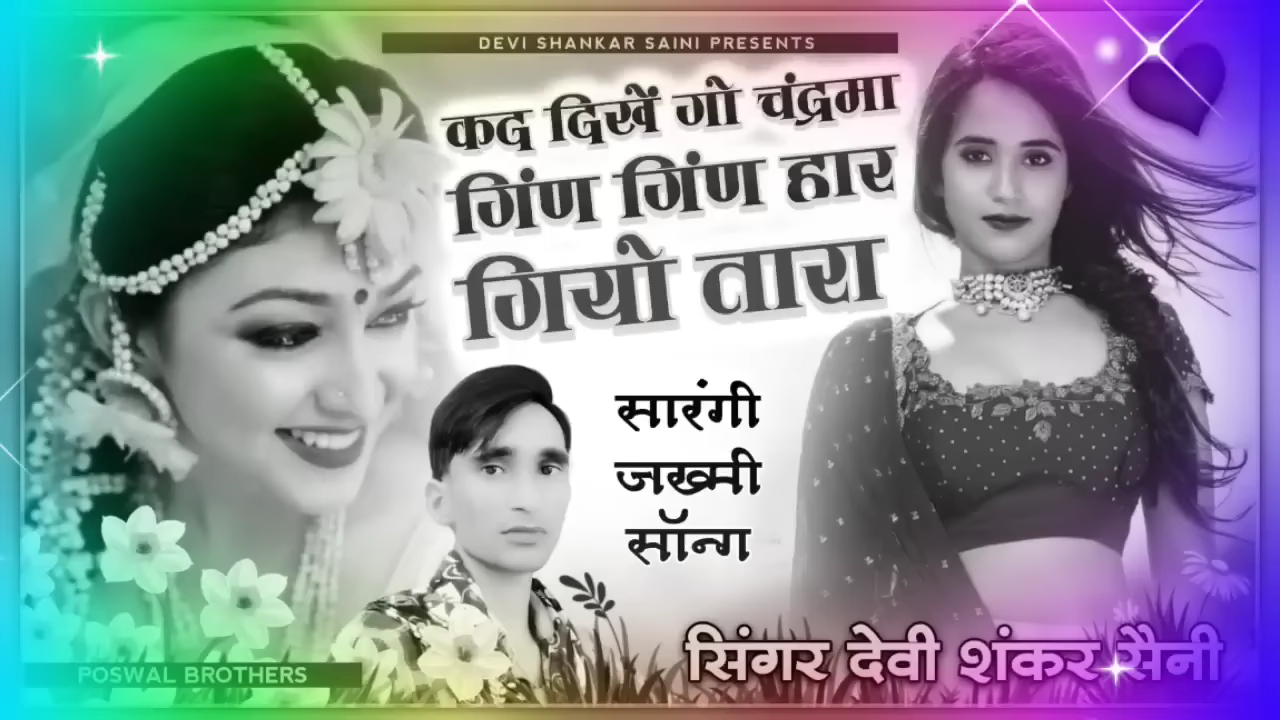 DEVI SHANKAR SAINI PRESENTS
कद दिखें गो चंद्रमा
गिंण गिंण हार
गियो तारा
सारंगी
जख्मी
सॉन्ग
सिंगर देवी शंकर सैनी
POSWAL BROTHERS